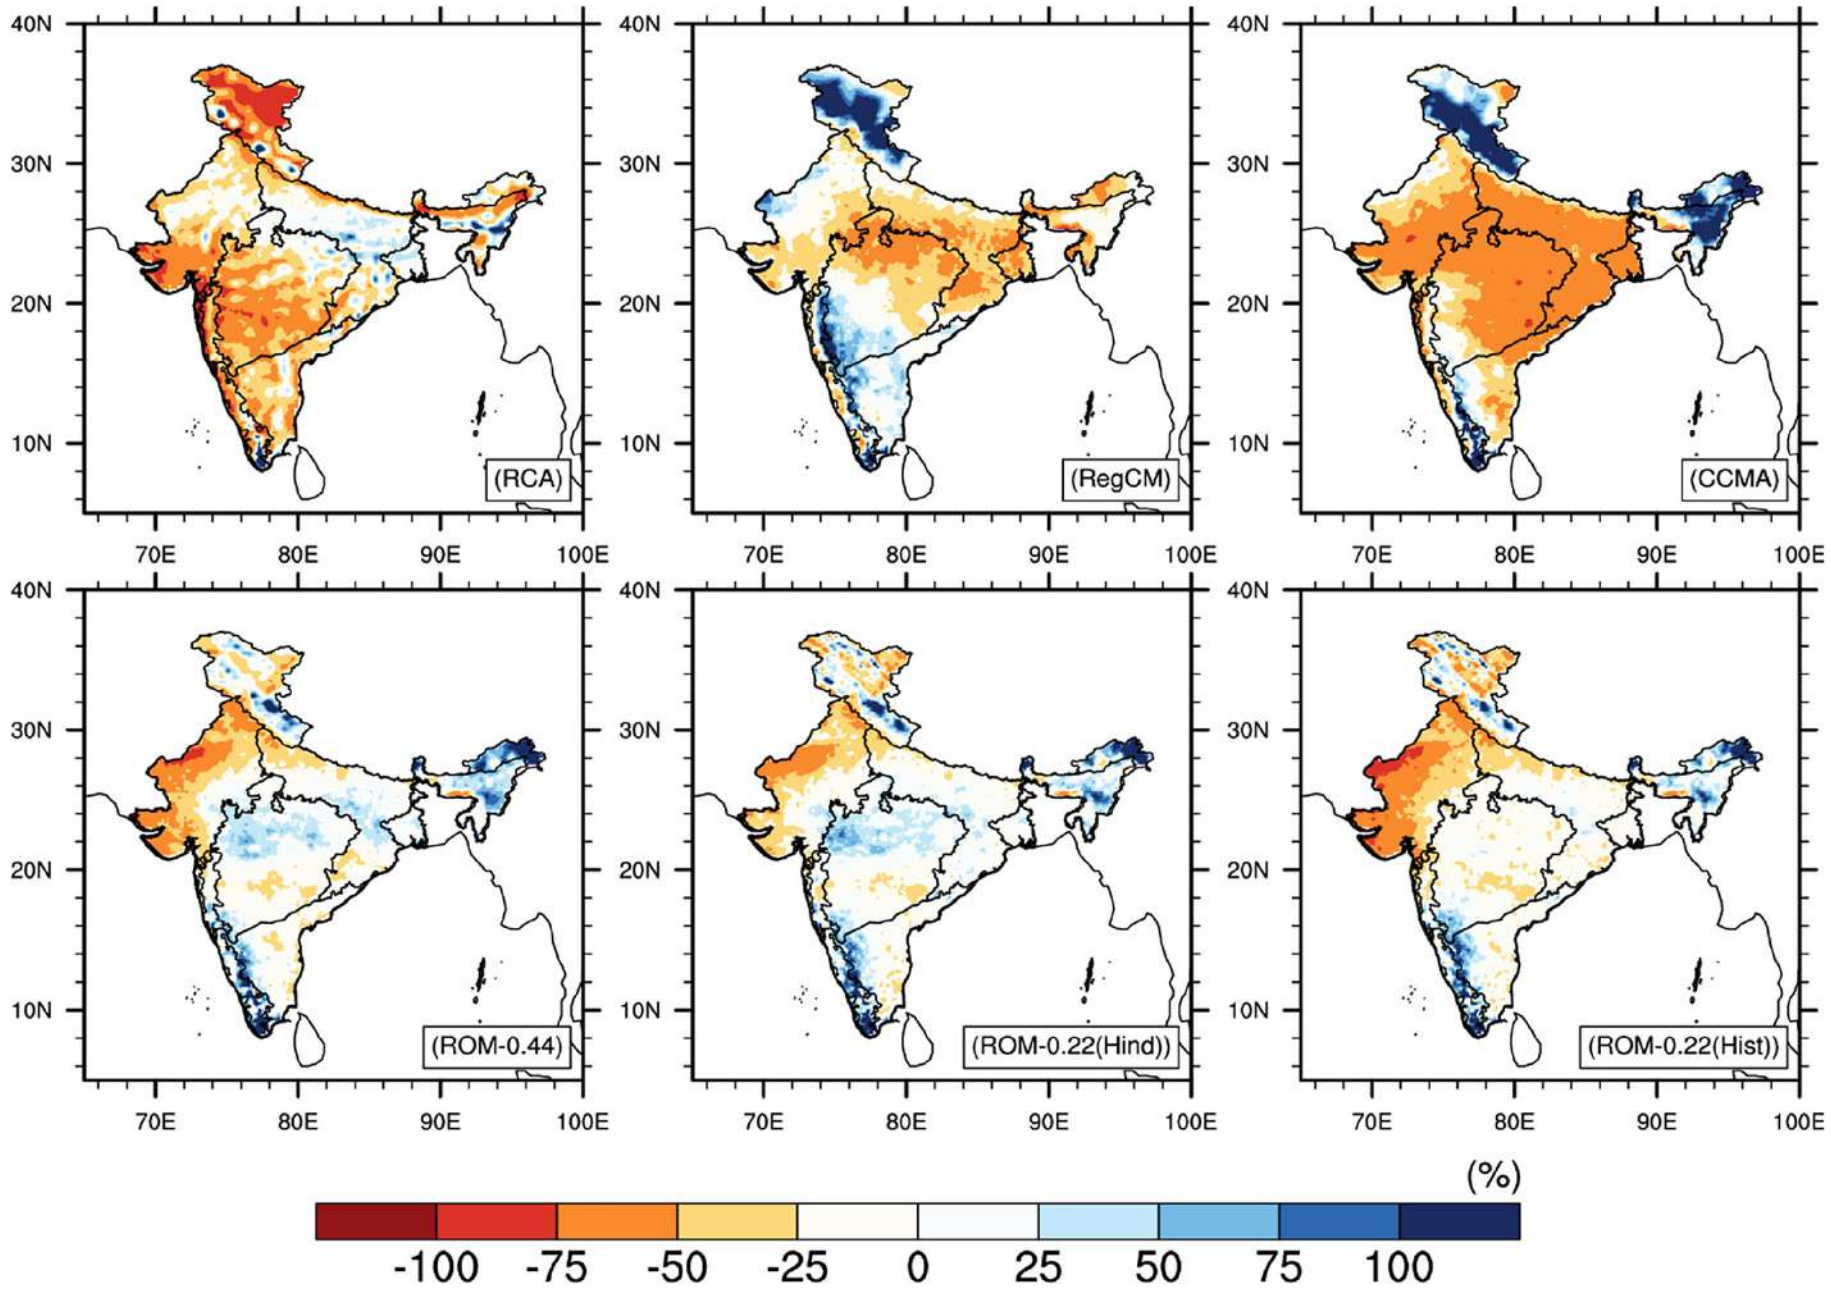 40N 40N 40N
30N 30N 30N
20N 20N 20N
10N 10N 10N
(RCA) (RegCM) (CCMA)
70E 80E 90E 100E 70E 80E 90E 100E 70E 80E 90E 100E
40N 40N 40N
30N 30N 30N
20N 20N 20N
10N 10N 10N
(ROM-0.44) (ROM-0.22(Hind)) (ROM-0.22(Hist))
70E 80E 90E 100E 70E 80E 90E 100E 70E 80E 90E 100E
(%)
-100 -75 -50 -25 0 25 50 75 100